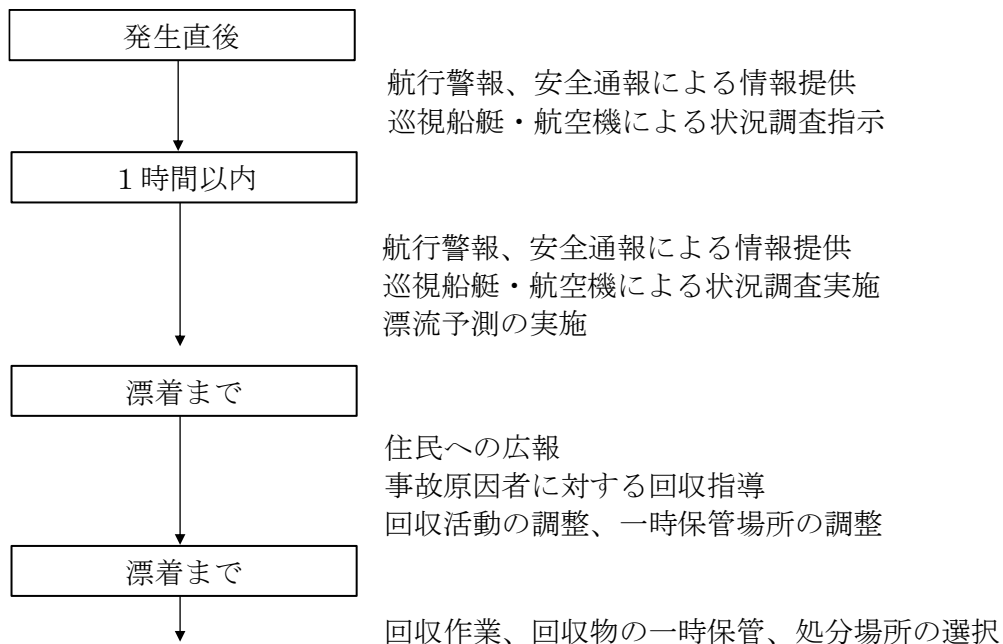 発生直後
航行警報、安全通報による情報提供
巡視船艇・航空機による状況調査指示
１時間以内
航行警報、安全通報による情報提供
巡視船艇・航空機による状況調査実施
漂流予測の実施
漂着まで
住民への広報
事故原因者に対する回収指導
回収活動の調整、一時保管場所の調整
漂着まで
回収作業、回収物の一時保管、処分場所の選択